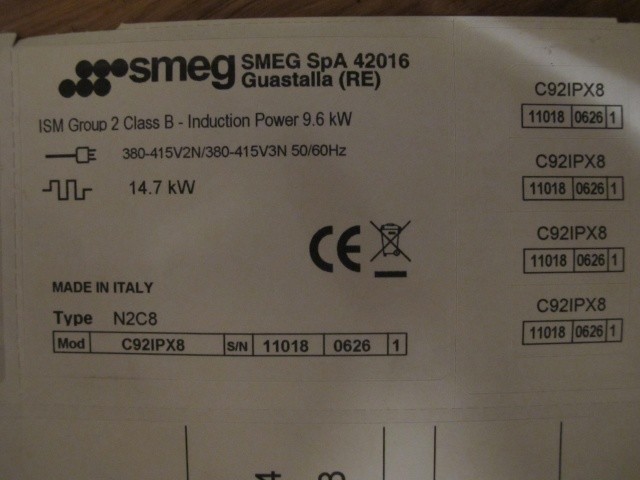 smeg SMEG SpA 42016
Guastalla (RE)
ISM Group 2 Class B - Induction Power 9.6 kW
380-415V2N/380-415V3N 50/60Hz
14.7 kW
CE
MADE IN ITALY
Type N2C8
Mod C92IPX8 S/N 11018 0626 1
C92IPX8
11018 0626 1
C92IPX8
11018 0626 1
C92IPX8
11018 0626 1
C92IPX8
11018 0626 1